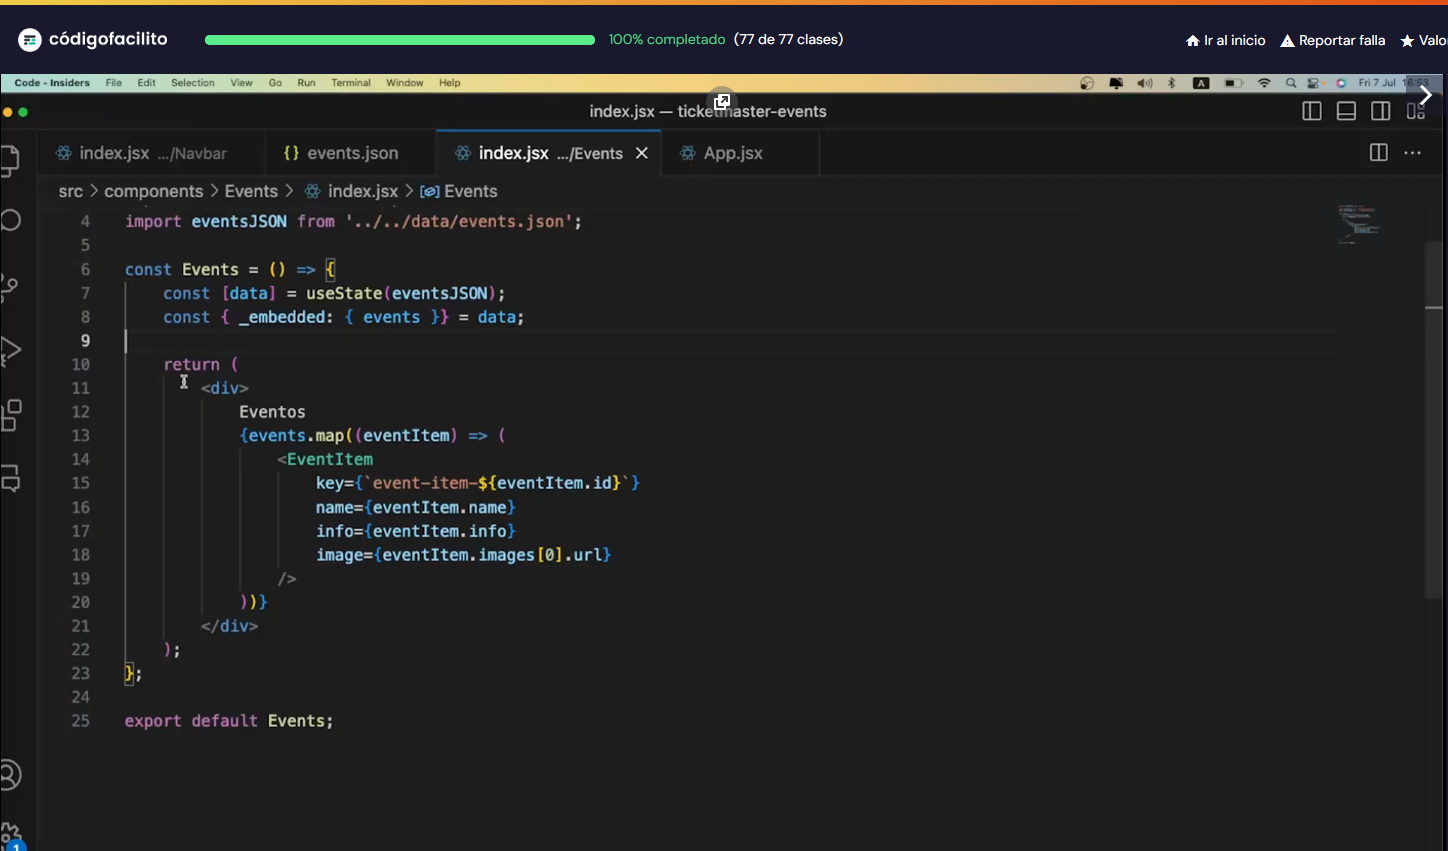 códigofacilito
100% completado (77 de 77 clases)
Ir al inicio
Reportar falla
Valo
Code - Insiders File Edit Selection View Go Run Terminal Window Help
A
Fri 7 Jul 16:53
index.jsx — ticketmaster-events
index.jsx .../Navbar
{} events.json
index.jsx .../Events
App.jsx
src > components > Events > index.jsx > Events
4 import eventsJSON from '../../data/events.json';
5
6 const Events = () => {
7 const [data] = useState(eventsJSON);
8 const { _embedded: { events }} = data;
9
10 return (
11 <div>
12 Eventos
13 {events.map((eventItem) => (
14 <EventItem
15 key={`event-item-${eventItem.id}`}
16 name={eventItem.name}
17 info={eventItem.info}
18 image={eventItem.images[0].url}
19 />
20 ))}
21 </div>
22 );
23 };
24
25 export default Events;
1